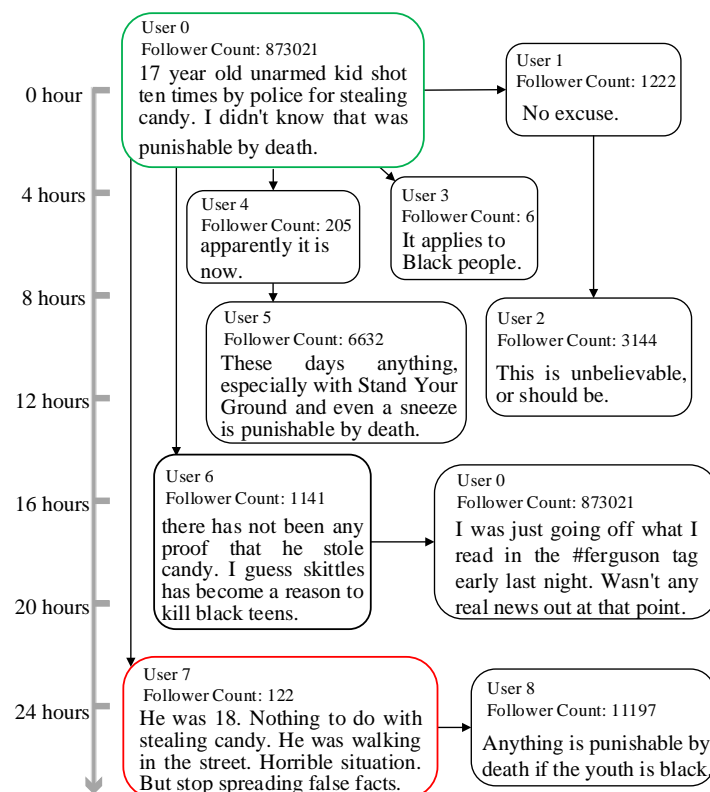 User 0
Follower Count: 873021
17 year old unarmed kid shot
ten times by police for stealing
candy. I didn't know that was
punishable by death.
User 1
Follower Count: 1222
No excuse.
0 hour
4 hours
User 4
Follower Count: 205
apparently it is
now.
User 3
Follower Count: 6
It applies to
Black people.
8 hours
User 5
Follower Count: 6632
These days anything,
especially with Stand Your
Ground and even a sneeze
is punishable by death.
User 2
Follower Count: 3144
This is unbelievable,
or should be.
12 hours
User 6
Follower Count: 1141
there has not been any
proof that he stole
candy. I guess skittles
has become a reason to
kill black teens.
User 0
Follower Count: 873021
I was just going off what I
read in the #ferguson tag
early last night. Wasn't any
real news out at that point.
16 hours
20 hours
User 7
Follower Count: 122
He was 18. Nothing to do with
stealing candy. He was walking
in the street. Horrible situation.
But stop spreading false facts.
User 8
Follower Count: 11197
Anything is punishable by
death if the youth is black.
24 hours